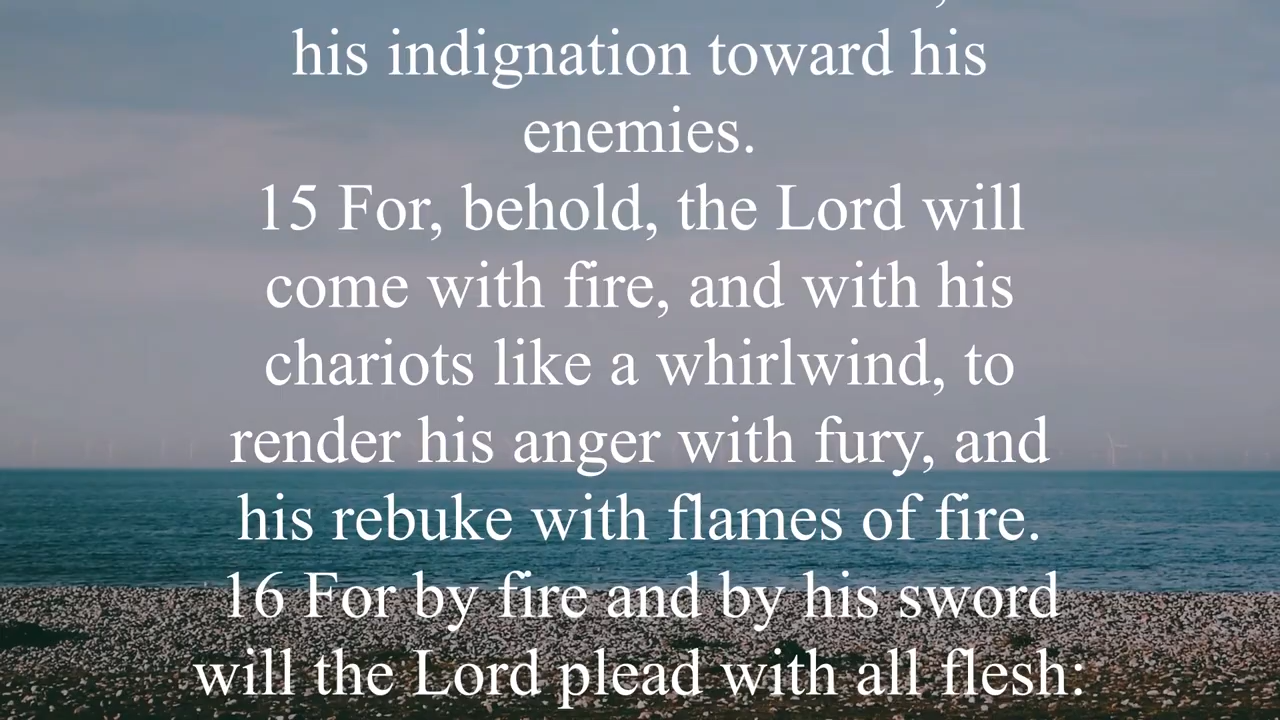 his indignation toward his
enemies.
15 For, behold, the Lord will
come with fire, and with his
chariots like a whirlwind, to
render his anger with fury, and
his rebuke with flames of fire.
16 For by fire and by his sword
will the Lord plead with all flesh: